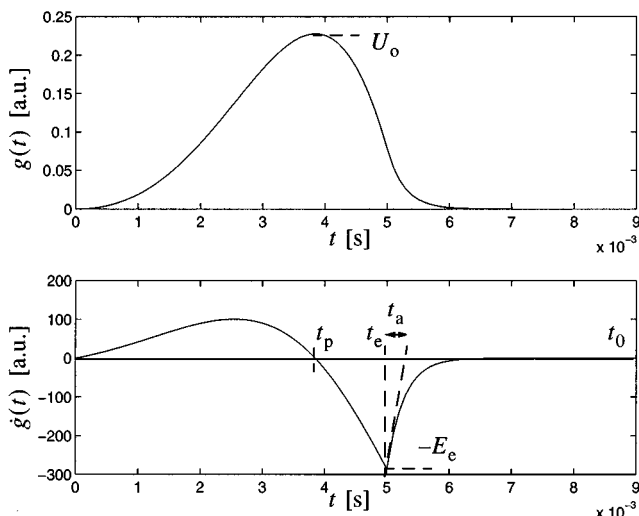 0.25
0.2
0.15
0.1
0.05
0
g(t) [a.u.]
U_o
0 1 2 3 4 5 6 7 8 9
t [s]
x 10^-3
200
100
0
-100
-200
-300
ġ(t) [a.u.]
t_p
t_e
t_a
t_0
-E_e
0 1 2 3 4 5 6 7 8 9
t [s]
x 10^-3